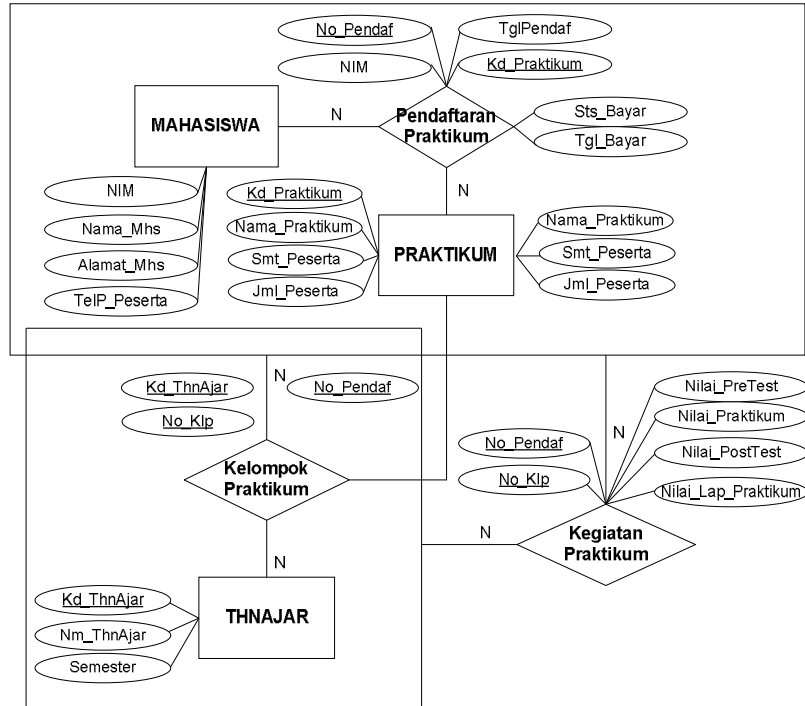 No_Pendaf
TglPendaf
NIM
Kd_Praktikum
N
MAHASISWA
Pendaftaran
Praktikum
Sts_Bayar
Tgl_Bayar
N
NIM
Nama_Mhs
Alamat_Mhs
TelP_Peserta
Kd_Praktikum
Nama_Praktikum
Smt_Peserta
Jml_Peserta
PRAKTIKUM
Nama_Praktikum
Smt_Peserta
Jml_Peserta
N
Kd_ThnAjar
No_Pendaf
No_Klp
Kelompok
Praktikum
N
Nilai_PreTest
Nilai_Praktikum
Nilai_PostTest
Nilai_Lap_Praktikum
No_Pendaf
No_Klp
N
Kegiatan
Praktikum
N
Kd_ThnAjar
Nm_ThnAjar
Semester
THNAJAR